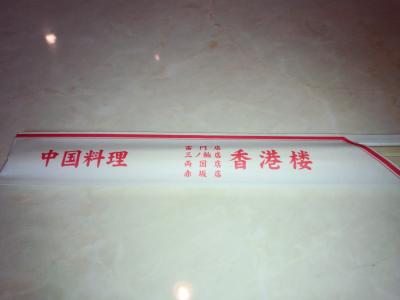 中国料理
雷門店
三ノ輪店
両国店
赤坂店
香港楼